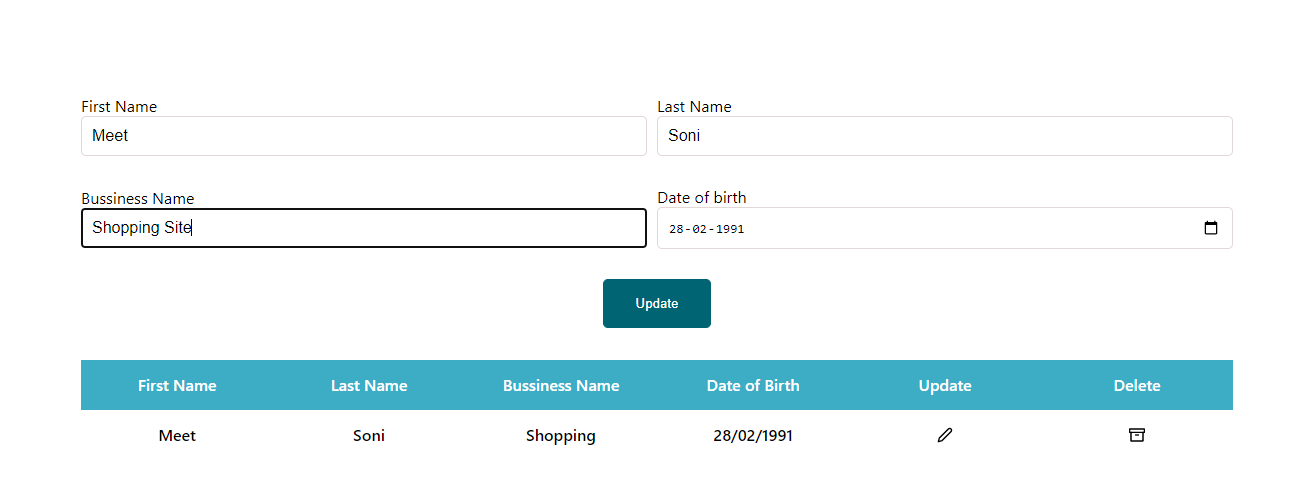 First Name Last Name
Meet Soni
Bussiness Name Date of birth
Shopping Site 28-02-1991
Update
First Name Last Name Bussiness Name Date of Birth Update Delete
Meet Soni Shopping 28/02/1991